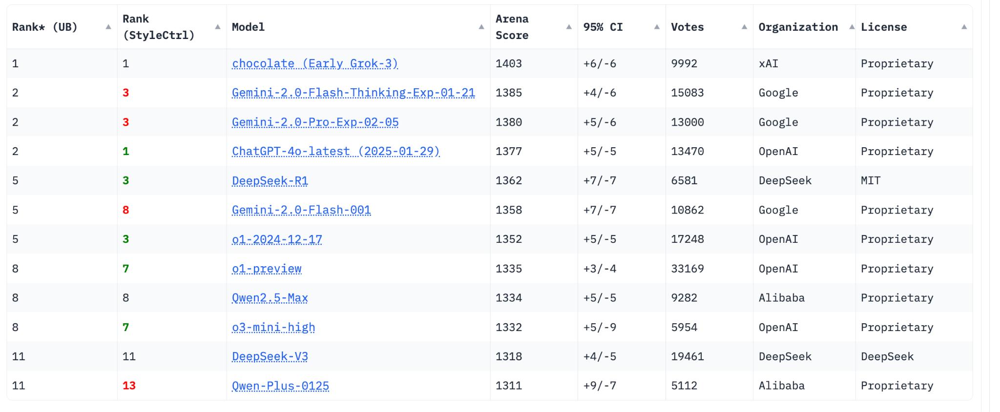 Rank* (UB) ▲ Rank (StyleCtrl) ▲ Model ▲ Arena Score ▲ 95% CI ▲ Votes ▲ Organization ▲ License ▲
1 1 chocolate (Early Grok-3) 1403 +6/-6 9992 xAI Proprietary
2 3 Gemini-2.0-Flash-Thinking-Exp-01-21 1385 +4/-6 15083 Google Proprietary
2 3 Gemini-2.0-Pro-Exp-02-05 1380 +5/-6 13000 Google Proprietary
2 1 ChatGPT-4o-latest (2025-01-29) 1377 +5/-5 13470 OpenAI Proprietary
5 3 DeepSeek-R1 1362 +7/-7 6581 DeepSeek MIT
5 8 Gemini-2.0-Flash-001 1358 +7/-7 10862 Google Proprietary
5 3 o1-2024-12-17 1352 +5/-5 17248 OpenAI Proprietary
8 7 o1-preview 1335 +3/-4 33169 OpenAI Proprietary
8 8 Qwen2.5-Max 1334 +5/-5 9282 Alibaba Proprietary
8 7 o3-mini-high 1332 +5/-9 5954 OpenAI Proprietary
11 11 DeepSeek-V3 1318 +4/-5 19461 DeepSeek DeepSeek
11 13 Qwen-Plus-0125 1311 +9/-7 5112 Alibaba Proprietary